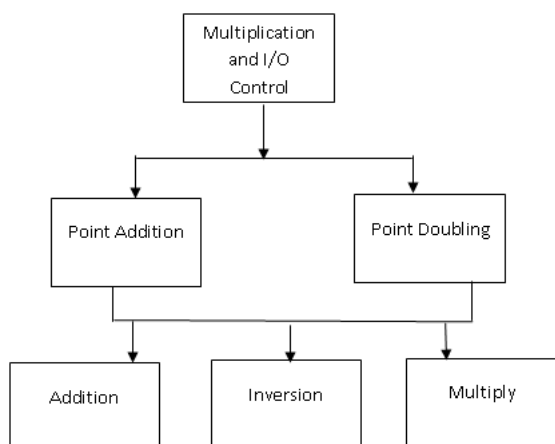 Multiplication
and I/O
Control
Point Addition
Point Doubling
Addition
Inversion
Multiply